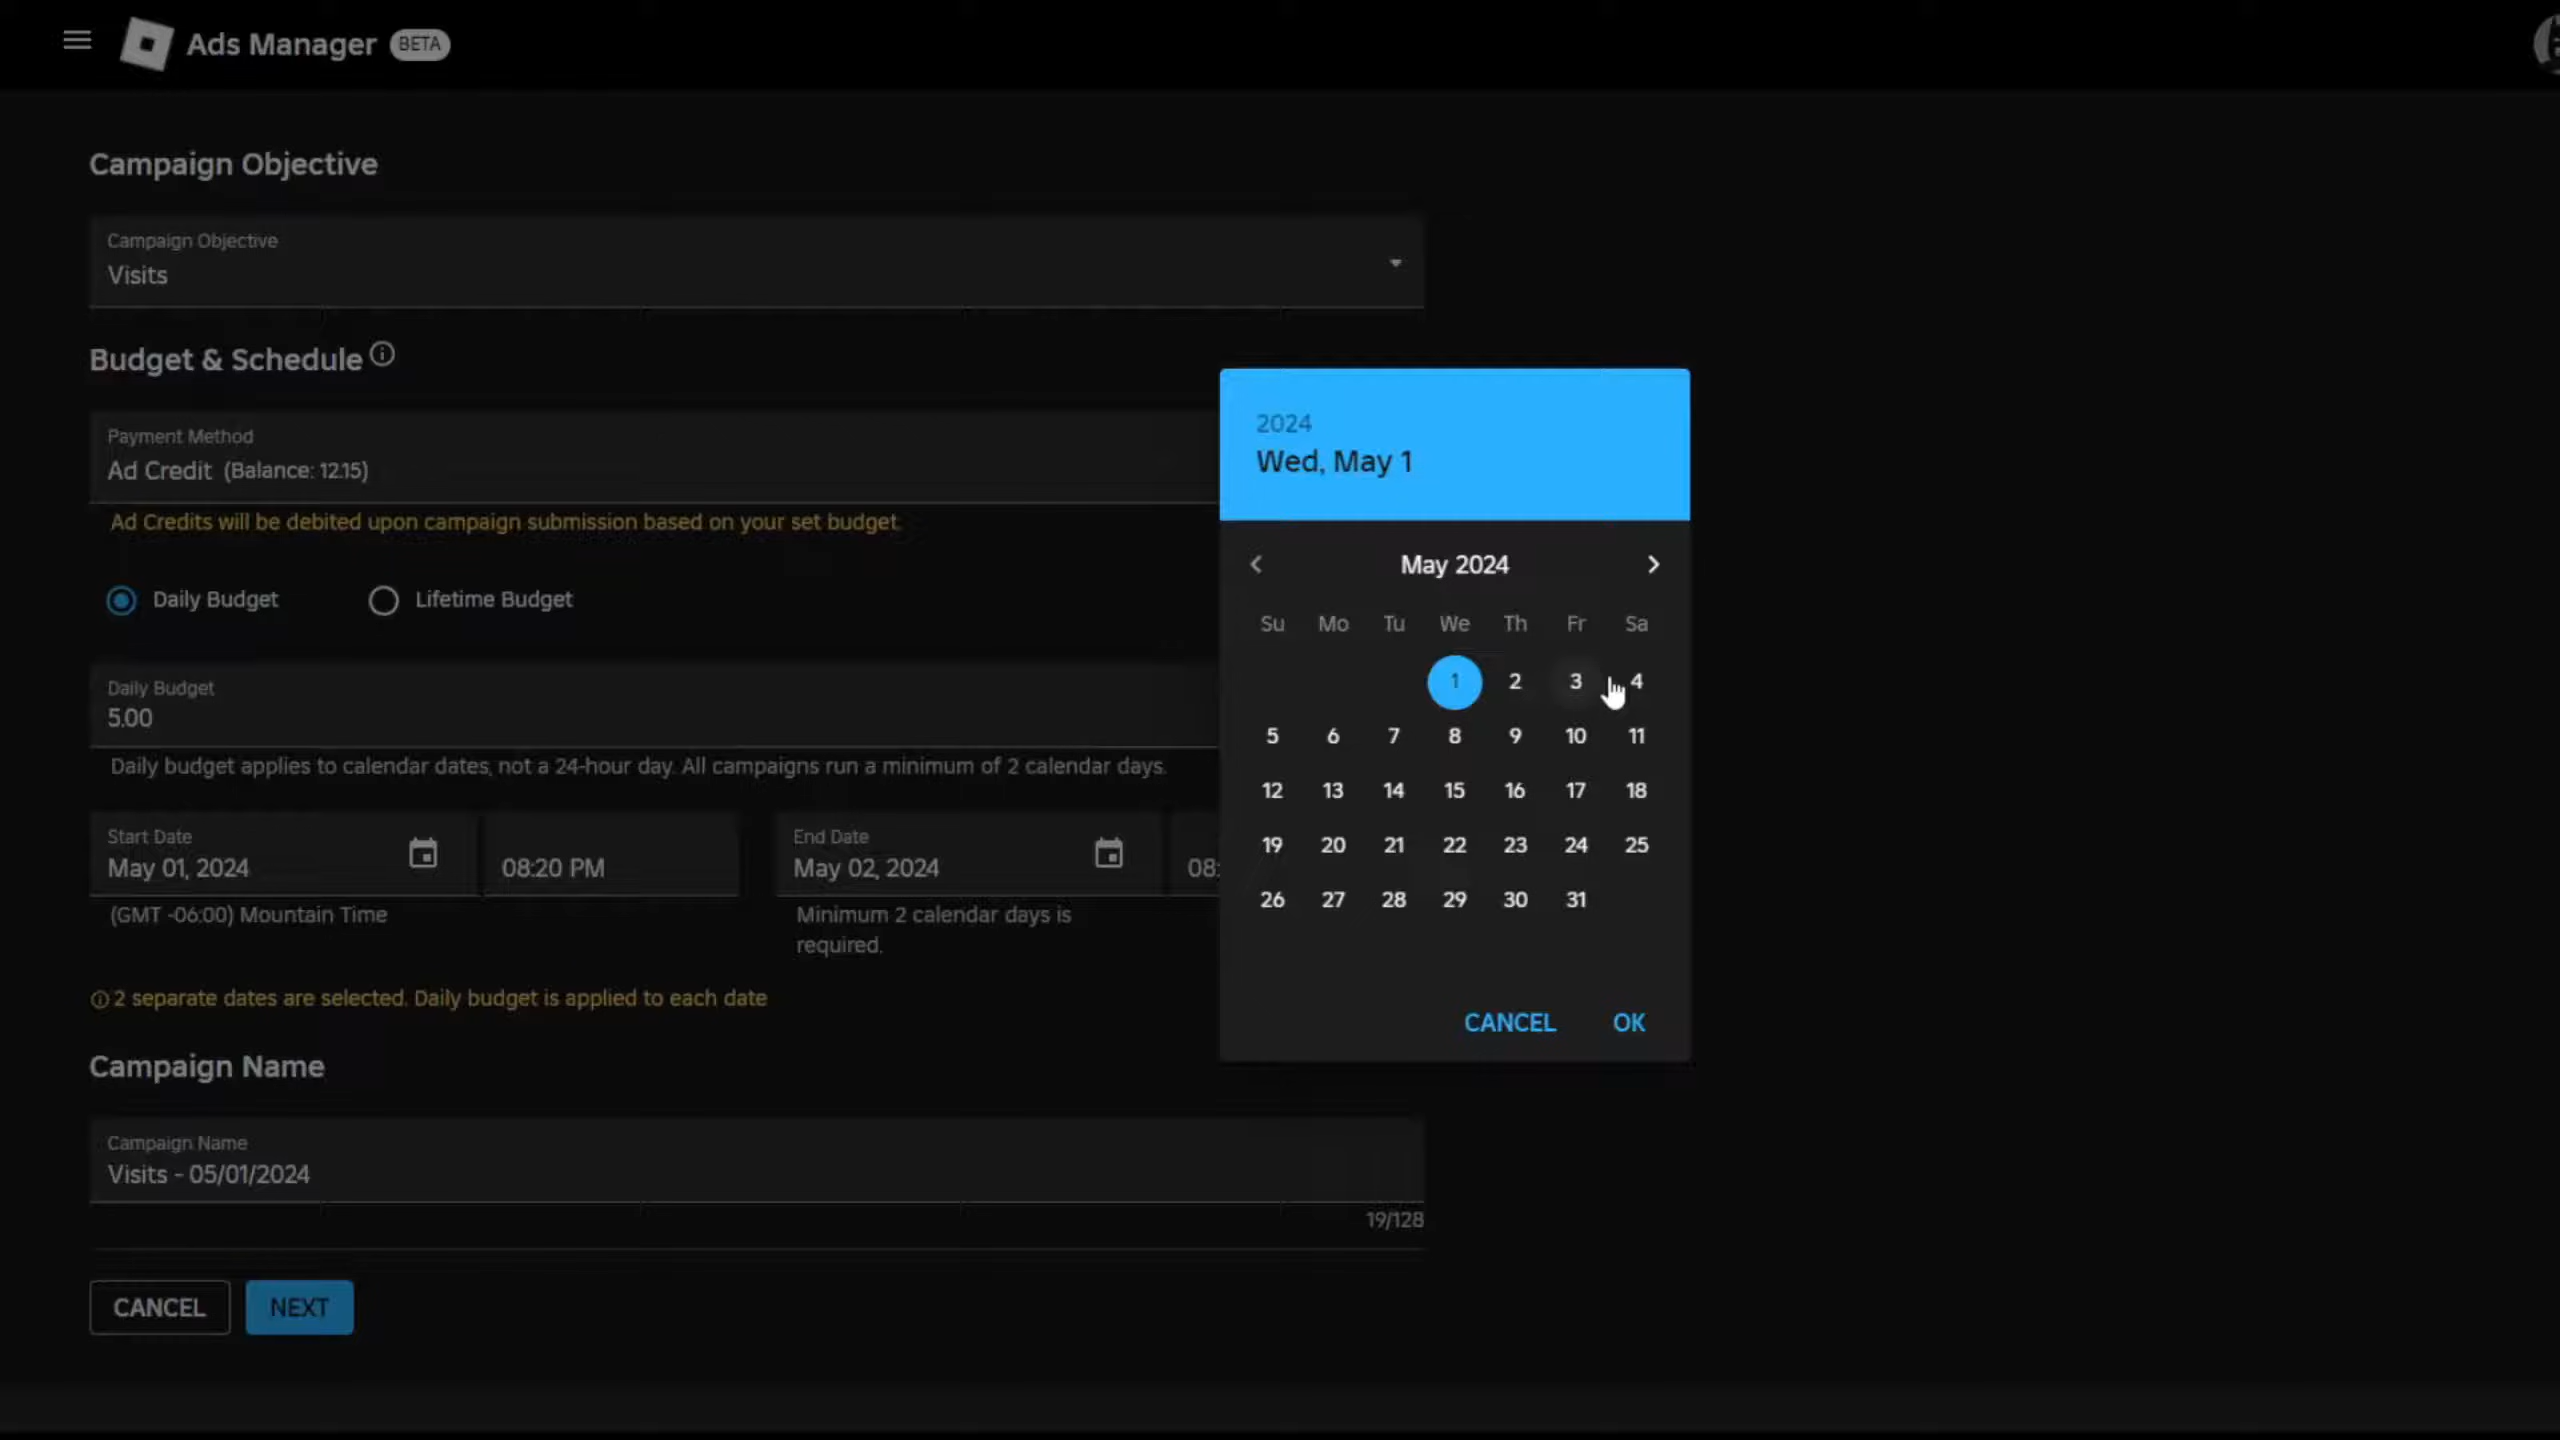 Ads Manager BETA
Campaign Objective
Campaign Objective
Visits
Budget & Schedule
Payment Method
Ad Credit (Balance: 12.15)
Ad Credits will be debited upon campaign submission based on your set budget.
Daily Budget Lifetime Budget
Daily Budget
5.00
Daily budget applies to calendar dates, not a 24-hour day. All campaigns run a minimum of 2 calendar days.
Start Date
May 01, 2024
08:20 PM
(GMT -06:00) Mountain Time
End Date
May 02, 2024
08:
Minimum 2 calendar days is
required.
2 separate dates are selected. Daily budget is applied to each date
Campaign Name
Campaign Name
Visits - 05/01/2024
19/128
CANCEL NEXT
2024
Wed, May 1
May 2024
Su Mo Tu We Th Fr Sa
1 2 3 4
5 6 7 8 9 10 11
12 13 14 15 16 17 18
19 20 21 22 23 24 25
26 27 28 29 30 31
CANCEL OK